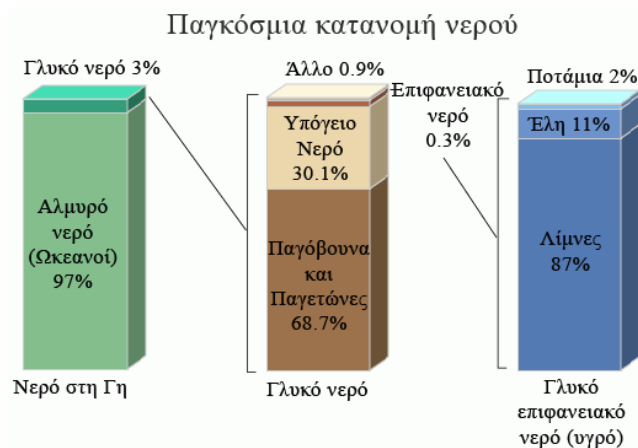 Παγκόσμια κατανομή νερού
Γλυκό νερό 3%
Αλμυρό
νερό
(Ωκεανοί)
97%
Νερό στη Γη
Άλλο 0.9%
Υπόγειο
Νερό
30.1%
Παγόβουνα
και
Παγετώνες
68.7%
Γλυκό νερό
Επιφανειακό
νερό
0.3%
Ποτάμια 2%
Έλη 11%
Λίμνες
87%
Γλυκό
επιφανειακό
νερό (υγρό)